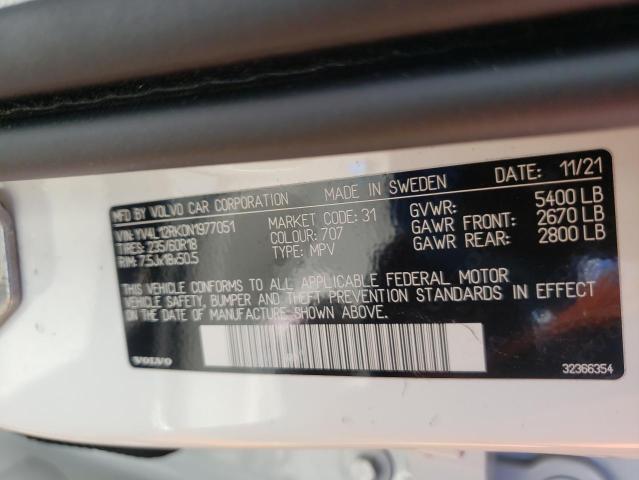 MFD BY VOLVO CAR CORPORATION MADE IN SWEDEN DATE: 11/21
VIN: YV4L12RK0N1977051 MARKET CODE: 31 GVWR: 5400 LB
TIRES: 235/60R18 COLOUR: 707 GAWR FRONT: 2670 LB
RIM: 7.5Jx18x50.5 TYPE: MPV GAWR REAR: 2800 LB
THIS VEHICLE CONFORMS TO ALL APPLICABLE FEDERAL MOTOR
VEHICLE SAFETY, BUMPER AND THEFT PREVENTION STANDARDS IN EFFECT
ON THE DATE OF MANUFACTURE SHOWN ABOVE.
VOLVO 32366354